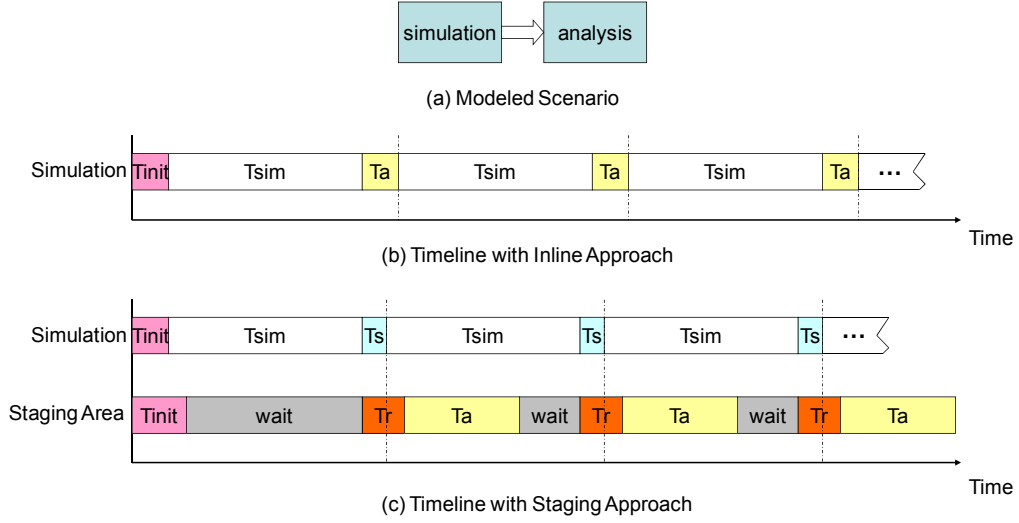 simulation analysis
(a) Modeled Scenario
Simulation Tinit Tsim Ta Tsim Ta Tsim Ta ...
Time
(b) Timeline with Inline Approach
Simulation Tinit Tsim Ts Tsim Ts Tsim Ts ...
Staging Area Tinit wait Tr Ta wait Tr Ta wait Tr Ta
Time
(c) Timeline with Staging Approach